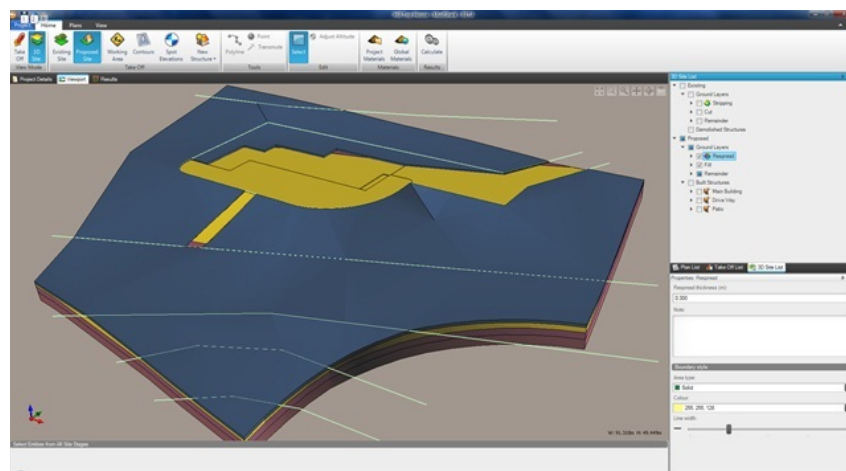 Project Home Plans View
Take Off
3D Site
Existing Site
Proposed Site
Working Area
Contours
Spot Elevations
New Structure
Polyline
Point
Transmute
Select
Adjust Altitude
Project Materials
Global Materials
Calculate
View Mode Take Off Tools Edit Materials Results
Project Details Viewport Results
3D Site List
Existing
Ground Layers
Stripping
Cut
Remainder
Demolished Structures
Proposed
Ground Layers
Respread
Fill
Remainder
Built Structures
Main Building
Drive Way
Patio
Plan List Take Off List 3D Site List
Properties: Respread
Respread thickness (m)
0.300
Note:
Boundary style
Area type:
Solid
Colour:
255, 255, 128
Line width:
Select Entities from All Site Stages